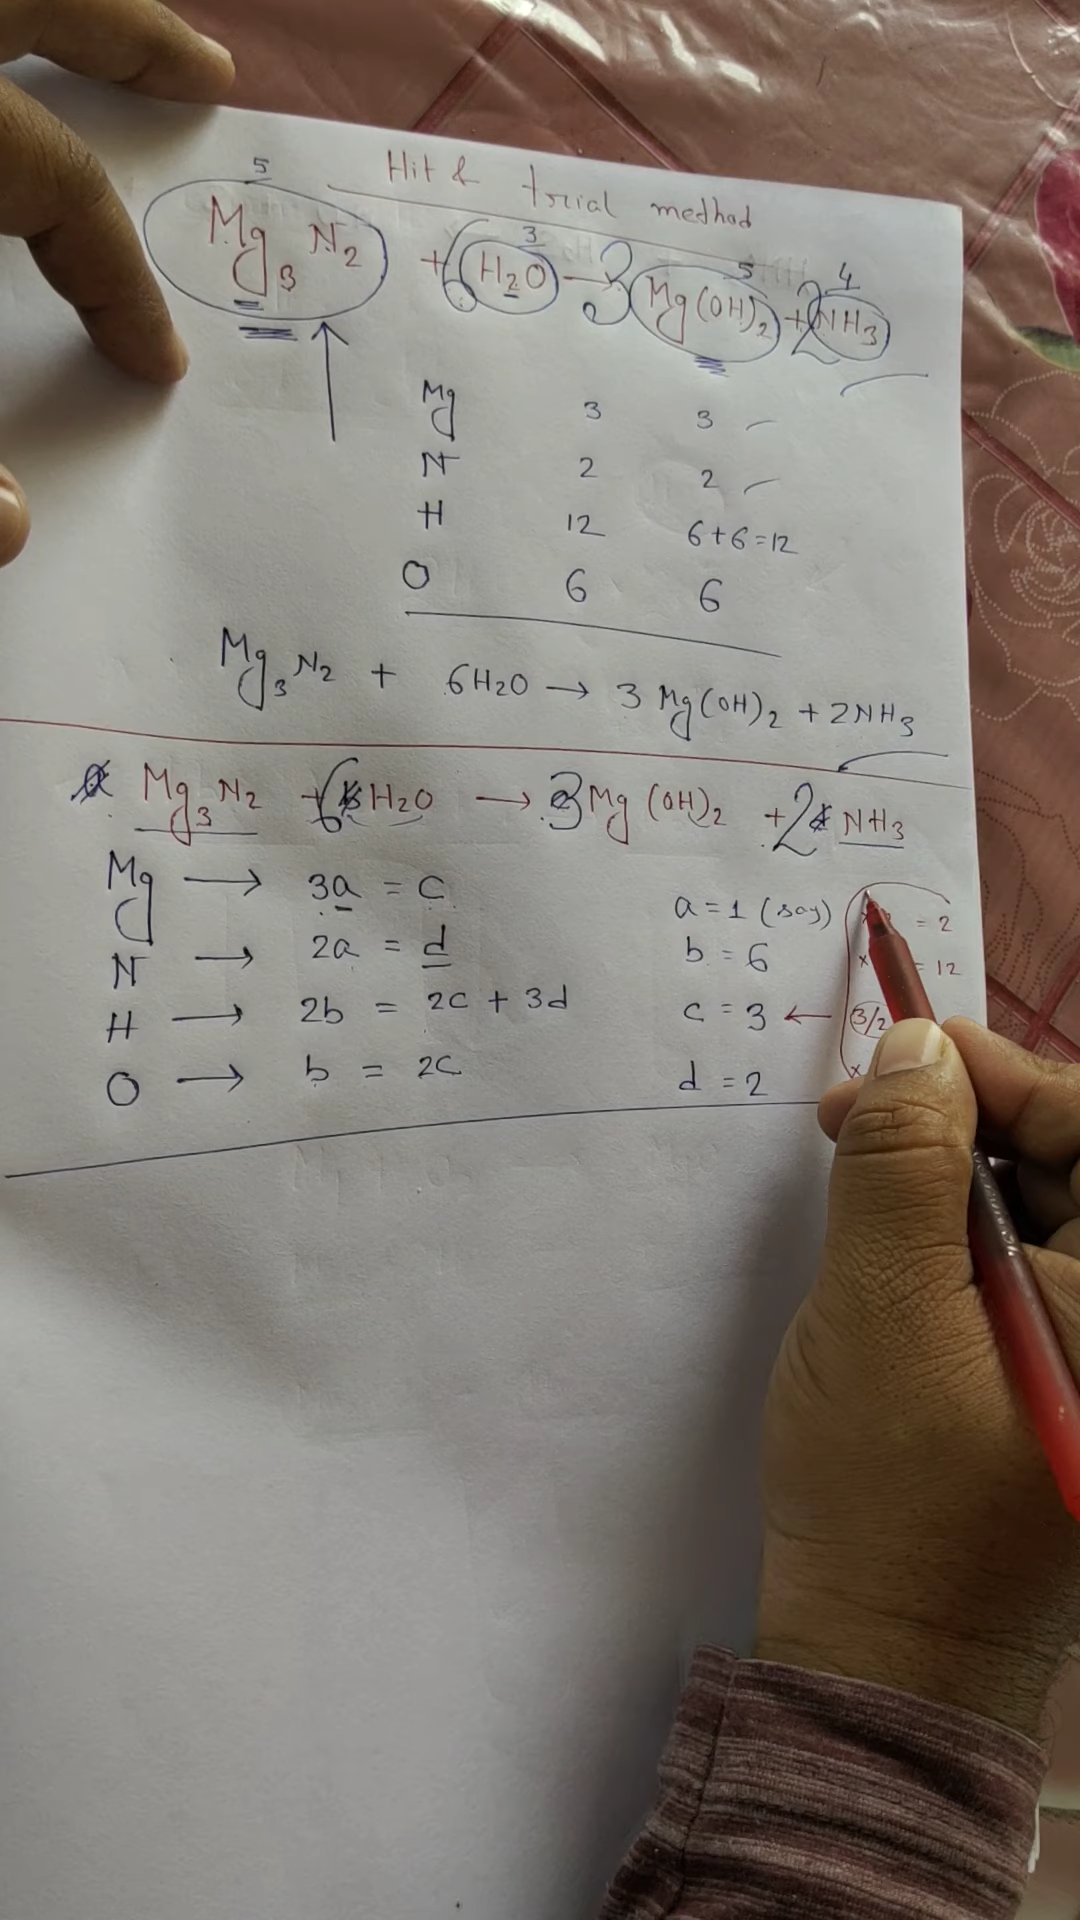 Hit & trial medhod
5 3 5 4
Mg3N2 + 6H2O → 3Mg(OH)2 + 2NH3
Mg 3 3
N 2 2
H 12 6+6=12
O 6 6
Mg3N2 + 6H2O → 3Mg(OH)2 + 2NH3
Mg3N2 + 6H2O → 3Mg(OH)2 + 2NH3
Mg → 3a = c a = 1 (say) = 2
N → 2a = d b = 6 × = 12
H → 2b = 2c + 3d c = 3 ← 3/2
O → b = 2c d = 2 ×